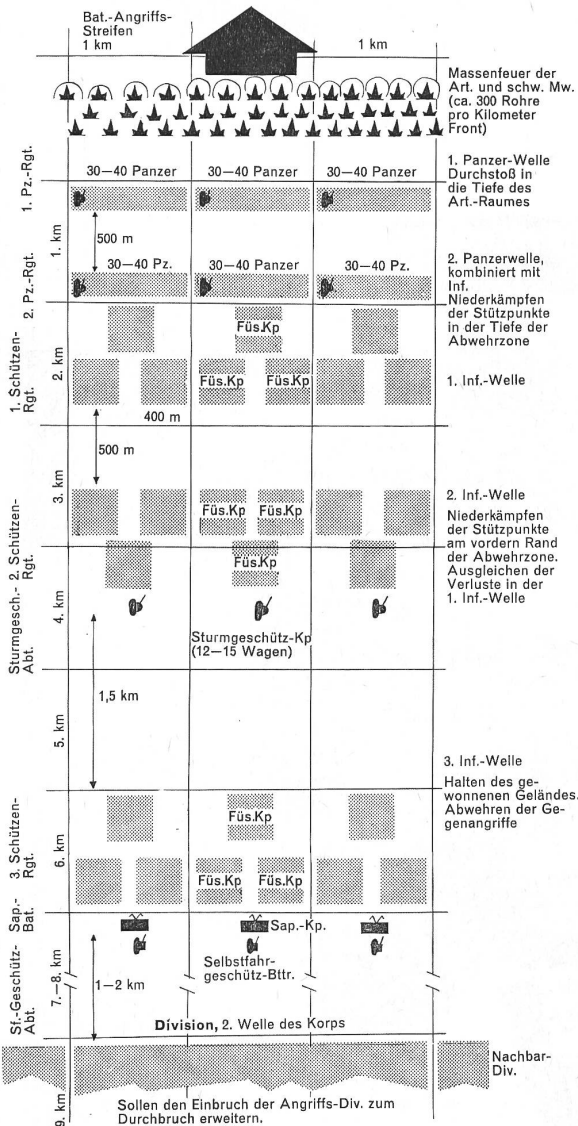 Bat.-Angriffs-
Streifen
1 km
1 km
Massenfeuer der
Art. und schw. Mw.
(ca. 300 Rohre
pro Kilometer
Front)
1. Pz.-Rgt.
30—40 Panzer
30—40 Panzer
30—40 Panzer
1. Panzer-Welle
Durchstoß in
die Tiefe des
Art.-Raumes
1. km
500 m
2. Pz.-Rgt.
30—40 Pz.
30—40 Panzer
30—40 Pz.
2. Panzerwelle,
kombiniert mit
Inf.
Niederkämpfen
der Stützpunkte
in der Tiefe der
Abwehrzone
1. Schützen-
Rgt.
2. km
Füs.Kp
Füs.Kp
Füs.Kp
1. Inf.-Welle
400 m
500 m
3. km
2. Schützen-
Rgt.
Füs.Kp
Füs.Kp
Füs.Kp
2. Inf.-Welle
Niederkämpfen
der Stützpunkte
am vordern Rand
der Abwehrzone.
Ausgleichen der
Verluste in der
1. Inf.-Welle
Sturmgesch.-
Abt.
4. km
Sturmgeschütz-Kp
(12—15 Wagen)
1,5 km
5. km
3. Inf.-Welle
Halten des ge-
wonnenen Geländes.
Abwehren der Ge-
genangriffe
3. Schützen-
Rgt.
6. km
Füs.Kp
Füs.Kp
Füs.Kp
Sap.-
Bat.
Sap.-Kp.
Sf.-Geschütz-
Abt.
7.—8. km
Selbstfahr-
geschütz-Bttr.
1—2 km
Division, 2. Welle des Korps
Nachbar-
Div.
9. km
Sollen den Einbruch der Angriffs-Div. zum
Durchbruch erweitern.